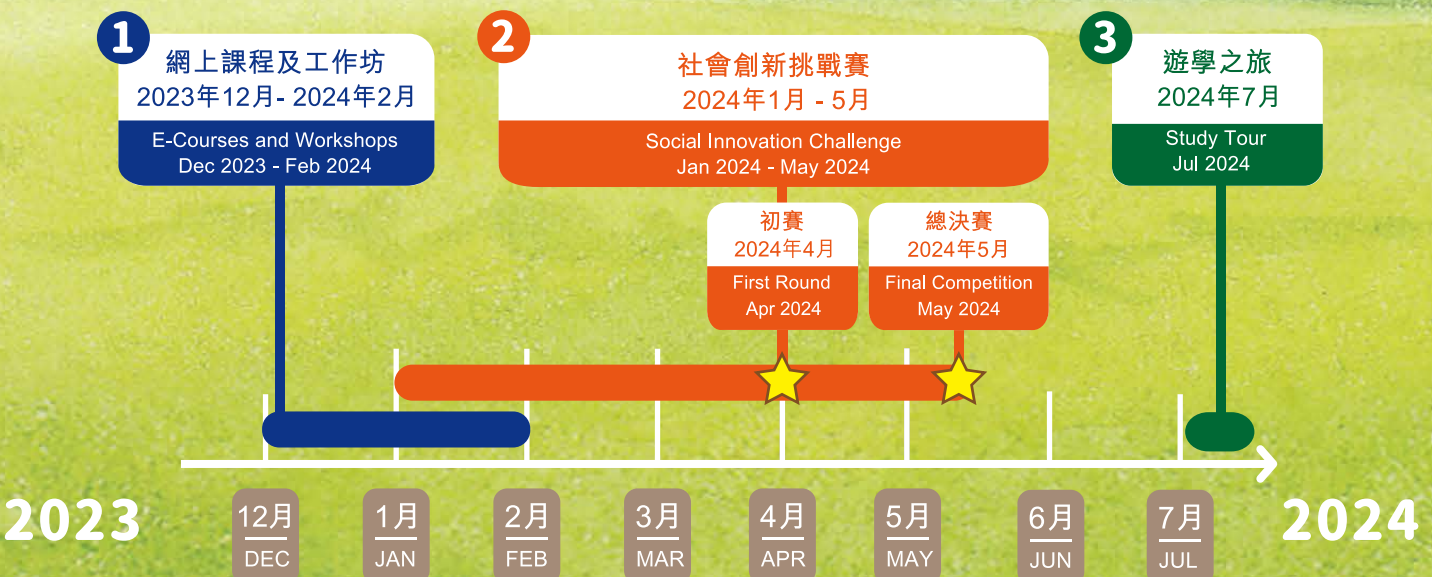 1
網上課程及工作坊
2023年12月- 2024年2月
E-Courses and Workshops
Dec 2023 - Feb 2024
2
社會創新挑戰賽
2024年1月 - 5月
Social Innovation Challenge
Jan 2024 - May 2024
初賽
2024年4月
First Round
Apr 2024
總決賽
2024年5月
Final Competition
May 2024
3
遊學之旅
2024年7月
Study Tour
Jul 2024
2023
12月
DEC
1月
JAN
2月
FEB
3月
MAR
4月
APR
5月
MAY
6月
JUN
7月
JUL
2024